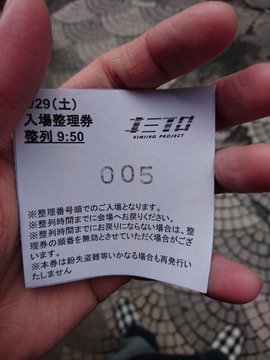 /29(土)
入場整理券
整列 9:50
キミイロ
KIMIIRO PROJECT
005
※整理番号順でのご入場となります。
※整列時間までに会場へお戻りください。
※整列時間までにお戻りにならない場合は、整
理券の順番を無効とさせていただく場合がござ
います。
※本券は紛失盗難等いかなる場合も再発行い
たしません